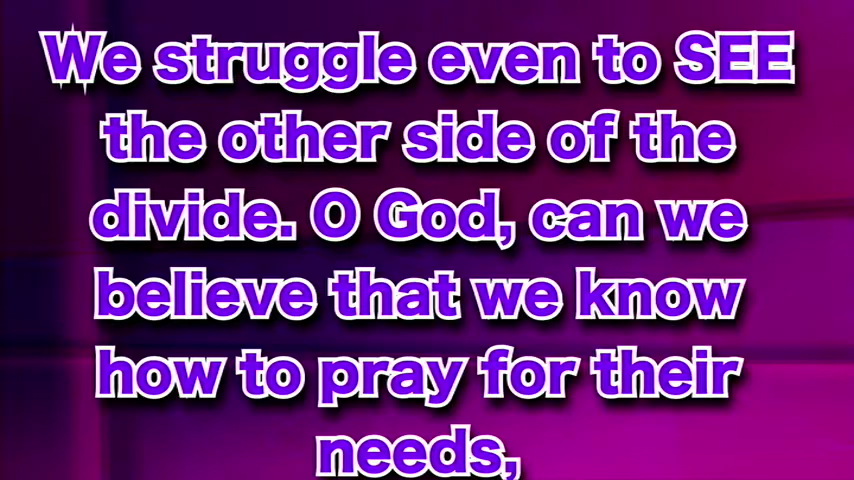 We struggle even to SEE
the other side of the
divide. O God, can we
believe that we know
how to pray for their
needs,